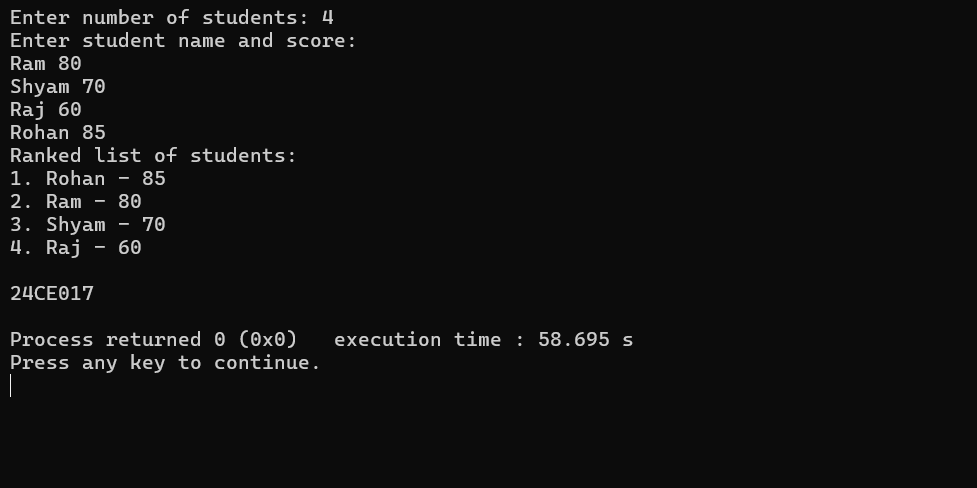 Enter number of students: 4
Enter student name and score:
Ram 80
Shyam 70
Raj 60
Rohan 85
Ranked list of students:
1. Rohan - 85
2. Ram - 80
3. Shyam - 70
4. Raj - 60
24CE017
Process returned 0 (0x0)   execution time : 58.695 s
Press any key to continue.